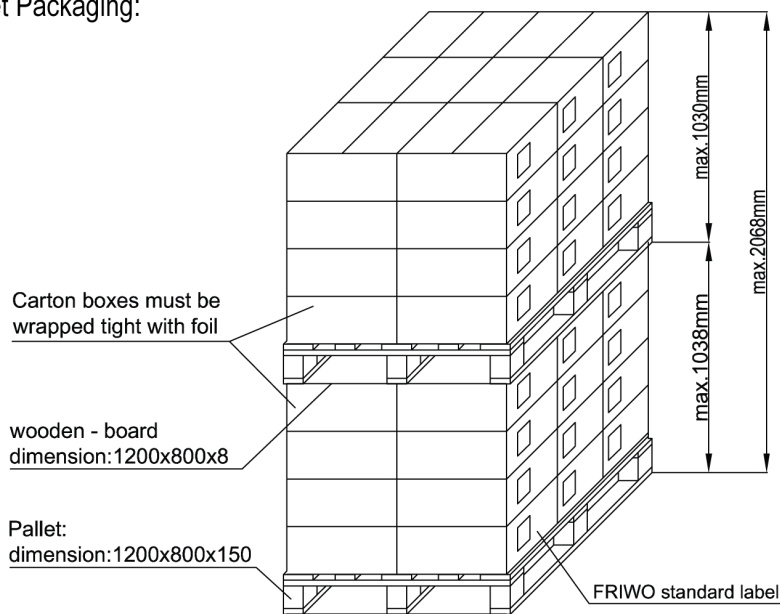 et Packaging:
max.1030mm
max.2068mm
max.1038mm
Carton boxes must be
wrapped tight with foil
wooden - board
dimension:1200x800x8
Pallet:
dimension:1200x800x150
FRIWO standard label